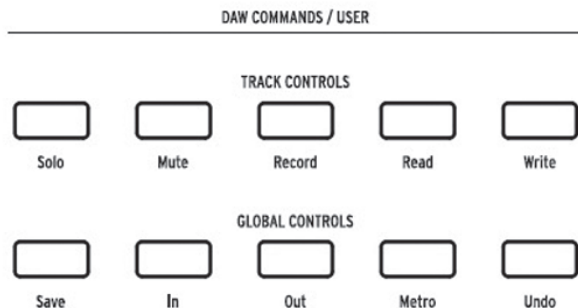 DAW COMMANDS / USER
TRACK CONTROLS
Solo Mute Record Read Write
GLOBAL CONTROLS
Save In Out Metro Undo